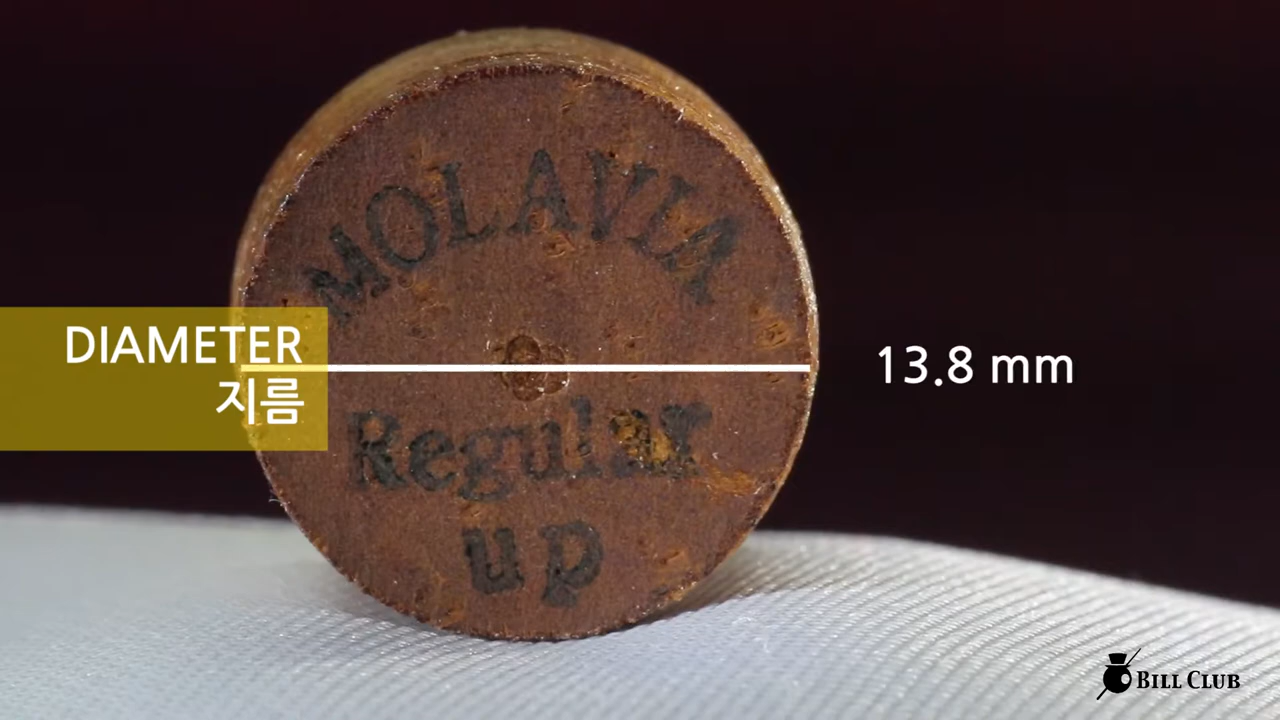 MOLAVIA
DIAMETER
지름
13.8 mm
Regular
up
BILL CLUB